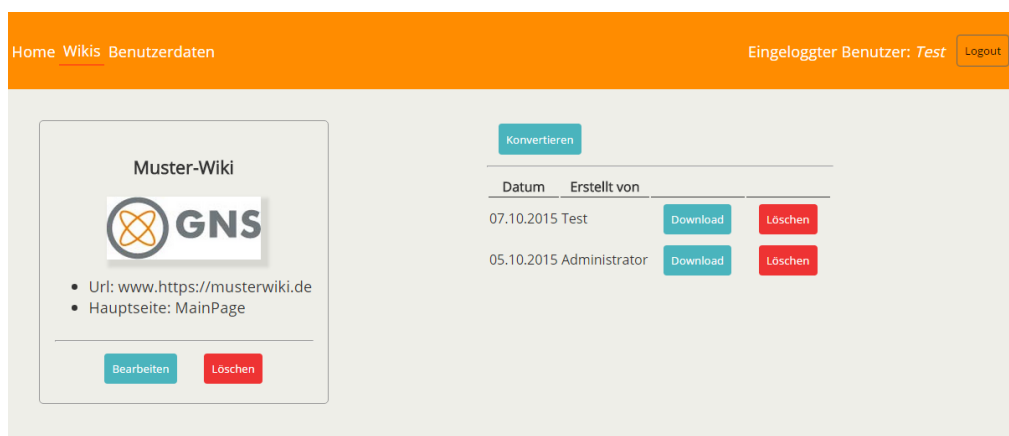 Home Wikis Benutzerdaten
Eingeloggter Benutzer: Test Logout
Muster-Wiki
GNS
• Url: www.https://musterwiki.de
• Hauptseite: MainPage
Bearbeiten Löschen
Konvertieren
Datum Erstellt von
07.10.2015 Test Download Löschen
05.10.2015 Administrator Download Löschen